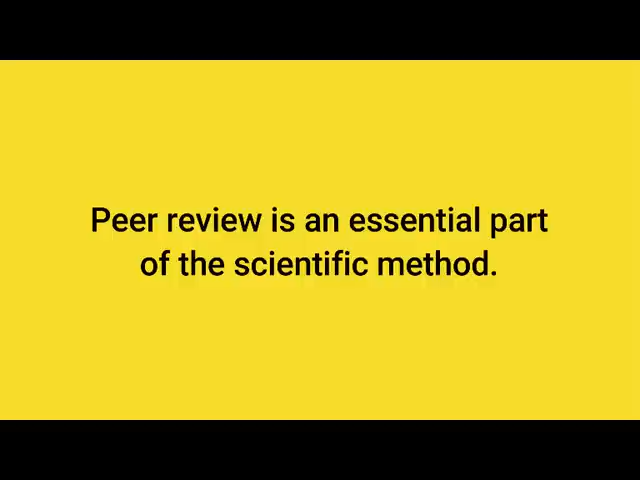 Peer review is an essential part
of the scientific method.